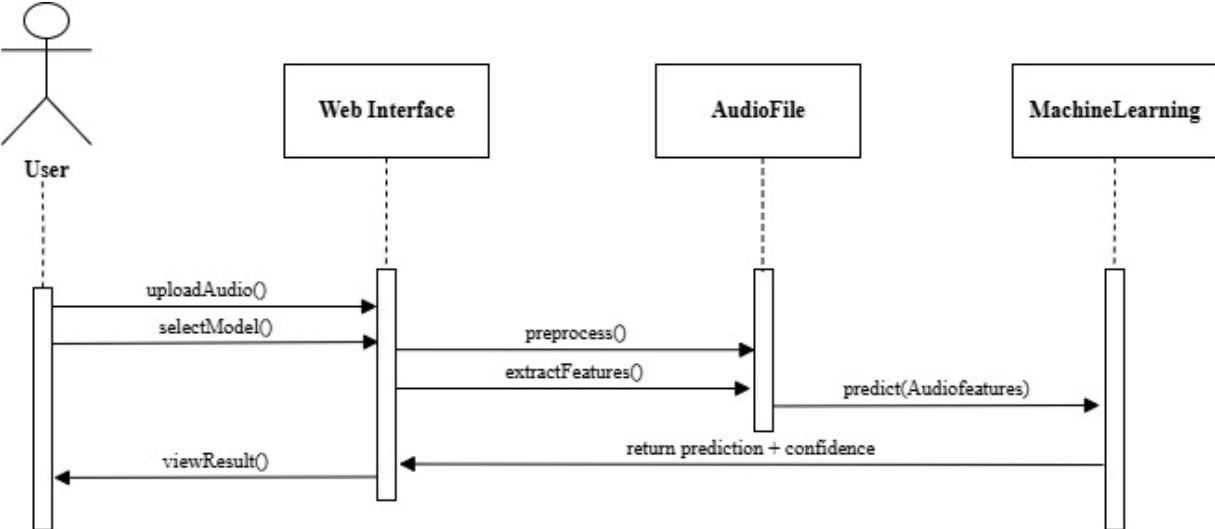 Web Interface
AudioFile
MachineLearning
User
uploadAudio()
selectModel()
preprocess()
extractFeatures()
predict(Audiofeatures)
return prediction + confidence
viewResult()